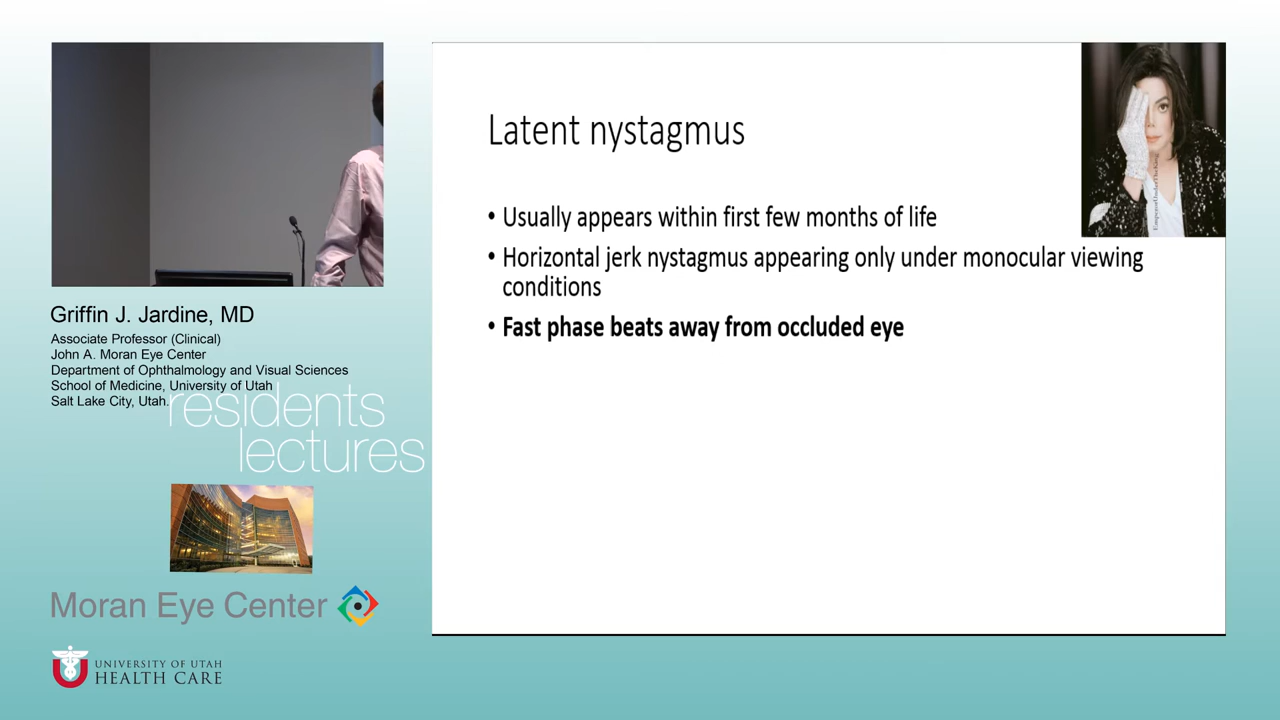 Latent nystagmus
• Usually appears within first few months of life
• Horizontal jerk nystagmus appearing only under monocular viewing
conditions
• Fast phase beats away from occluded eye
Griffin J. Jardine, MD
Associate Professor (Clinical)
John A. Moran Eye Center
Department of Ophthalmology and Visual Sciences
School of Medicine, University of Utah
Salt Lake City, Utah.
residents
lectures
Moran Eye Center
UNIVERSITY OF UTAH
HEALTH CARE